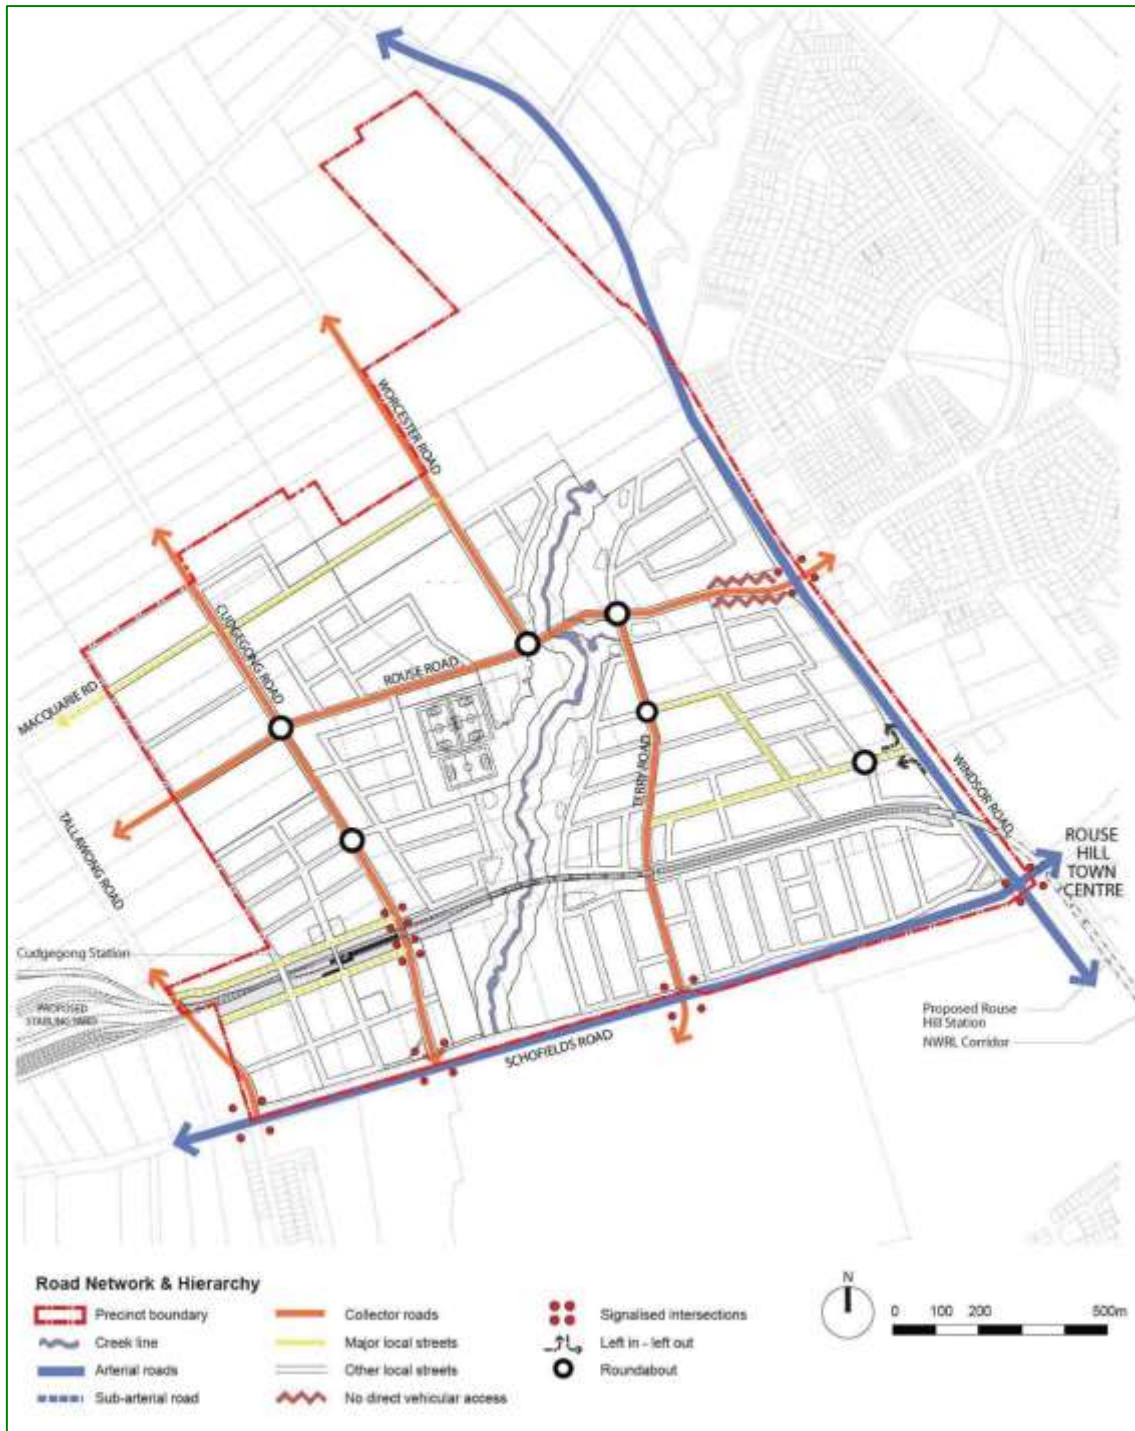 WORCESTER ROAD
CUDGEGONG ROAD
ROUSE ROAD
MACQUARIE RD
TERRY ROAD
TALLAWONG ROAD
WINDSOR ROAD
ROUSE
HILL
TOWN
CENTRE
Cudgegong Station
PROPOSED
STABLING YARD
SCHOFIELDS ROAD
Proposed Rouse
Hill Station
NWRL Corridor
Road Network & Hierarchy
Precinct boundary
Creek line
Arterial roads
Sub-arterial road
Collector roads
Major local streets
Other local streets
No direct vehicular access
Signalised intersections
Left in - left out
Roundabout
N
0 100 200 500m